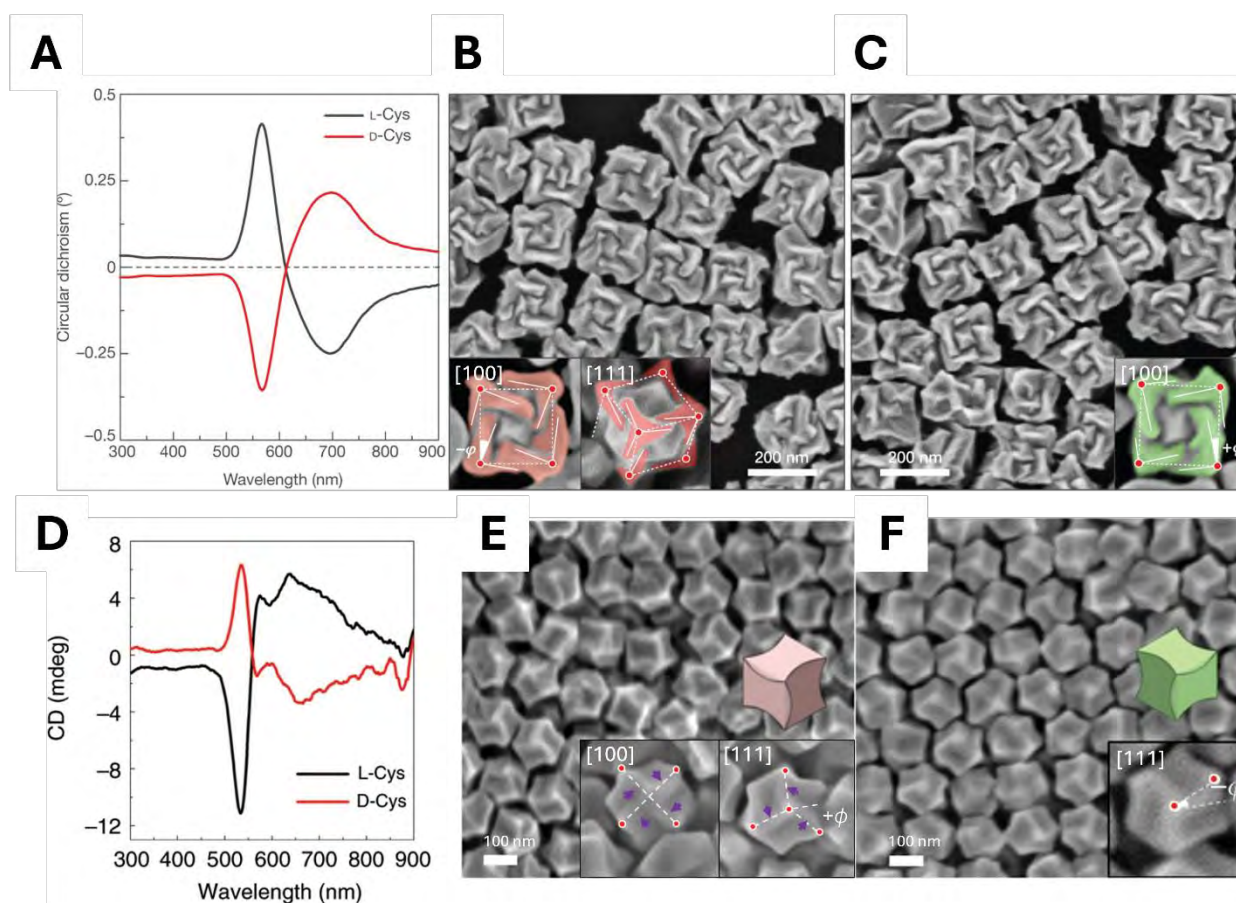 A
B
C
0.5
0.25
0
−0.25
−0.5
Circular dichroism (°)
L-Cys
D-Cys
300 400 500 600 700 800 900
Wavelength (nm)
[100]
−φ
[111]
200 nm
200 nm
[100]
+φ
D
E
F
8
4
0
−4
−8
−12
CD (mdeg)
L-Cys
D-Cys
300 400 500 600 700 800 900
Wavelength (nm)
100 nm
[100]
[111]
+ϕ
100 nm
[111]
−ϕ